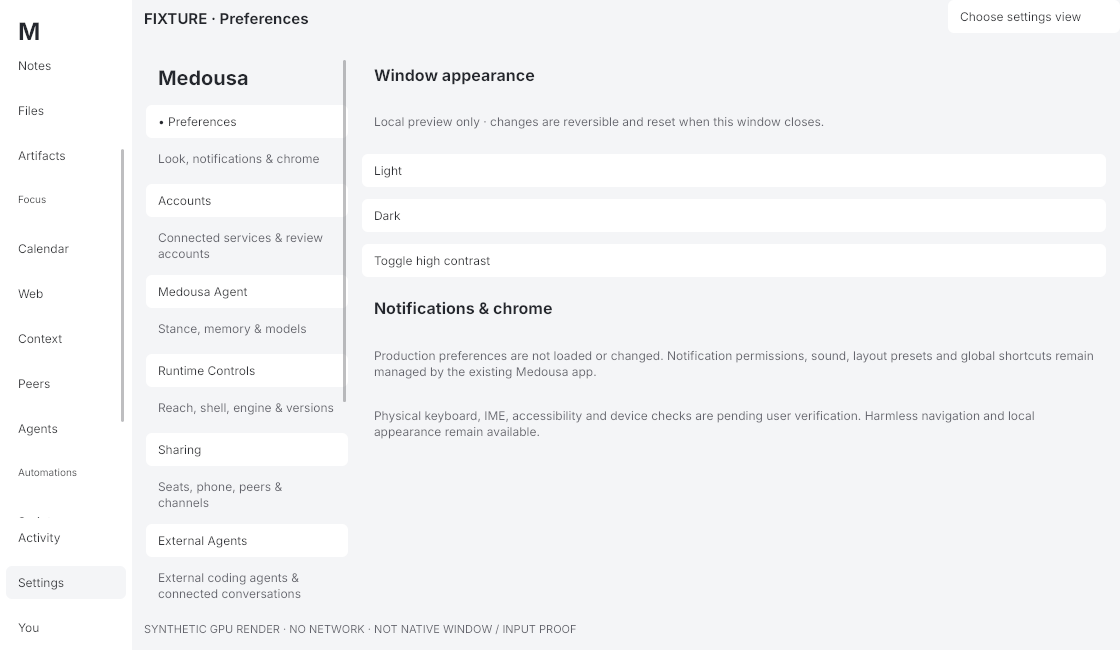 M
Notes
Files
Artifacts
Focus
Calendar
Web
Context
Peers
Agents
Automations
Activity
Settings
You
FIXTURE · Preferences
Choose settings view
Medousa
• Preferences
Look, notifications & chrome
Accounts
Connected services & review
accounts
Medousa Agent
Stance, memory & models
Runtime Controls
Reach, shell, engine & versions
Sharing
Seats, phone, peers &
channels
External Agents
External coding agents &
connected conversations
Window appearance
Local preview only · changes are reversible and reset when this window closes.
Light
Dark
Toggle high contrast
Notifications & chrome
Production preferences are not loaded or changed. Notification permissions, sound, layout presets and global shortcuts remain
managed by the existing Medousa app.
Physical keyboard, IME, accessibility and device checks are pending user verification. Harmless navigation and local
appearance remain available.
SYNTHETIC GPU RENDER · NO NETWORK · NOT NATIVE WINDOW / INPUT PROOF